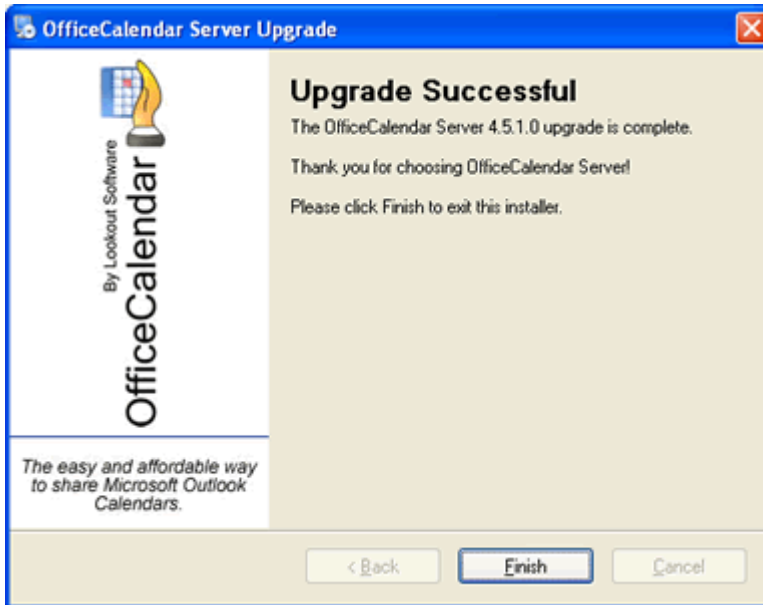 OfficeCalendar Server Upgrade
By Lookout Software
OfficeCalendar
The easy and affordable way
to share Microsoft Outlook
Calendars.
Upgrade Successful
The OfficeCalendar Server 4.5.1.0 upgrade is complete.
Thank you for choosing OfficeCalendar Server!
Please click Finish to exit this installer.
< Back
Finish
Cancel